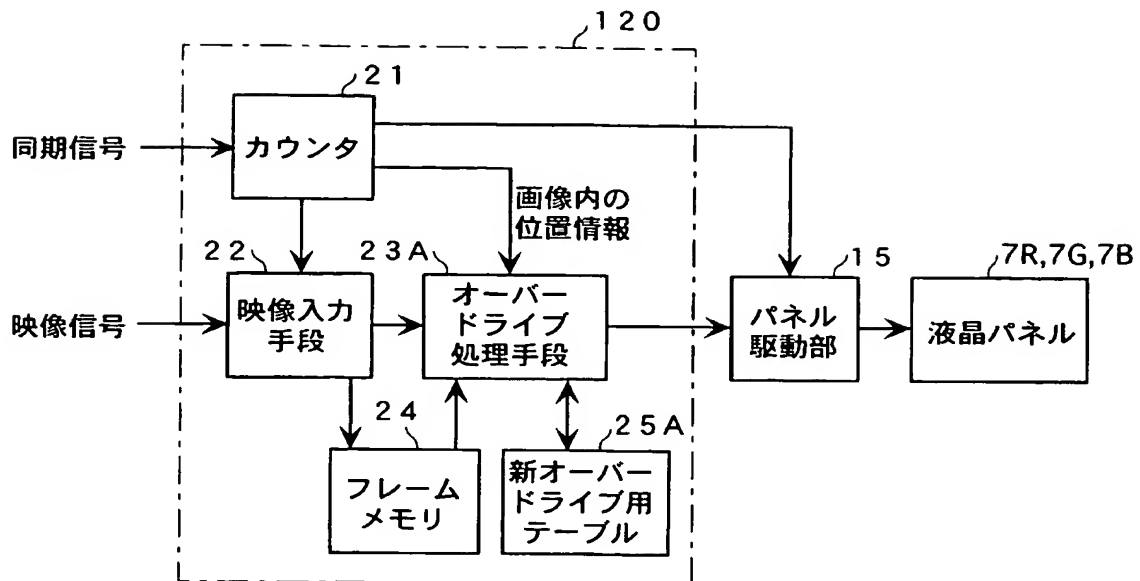 120
21
同期信号
カウンタ
画像内の
位置情報
22
23A
15
7R,7G,7B
映像信号
映像入力
手段
オーバー
ドライブ
処理手段
パネル
駆動部
液晶パネル
24
25A
フレーム
メモリ
新オーバー
ドライブ用
テーブル